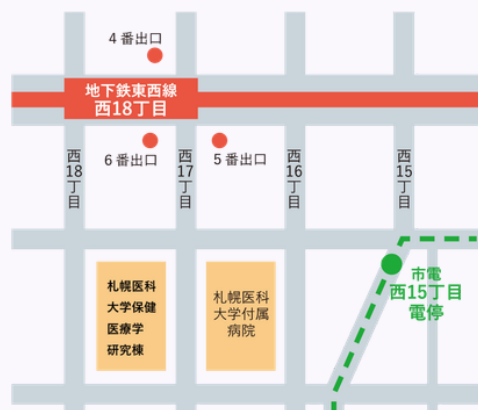 4番出口
地下鉄東西線
西18丁目
6番出口
5番出口
西18丁目
西17丁目
西16丁目
西15丁目
札幌医科
大学保健
医療学
研究棟
札幌医科
大学付属
病院
市電
西15丁目
電停